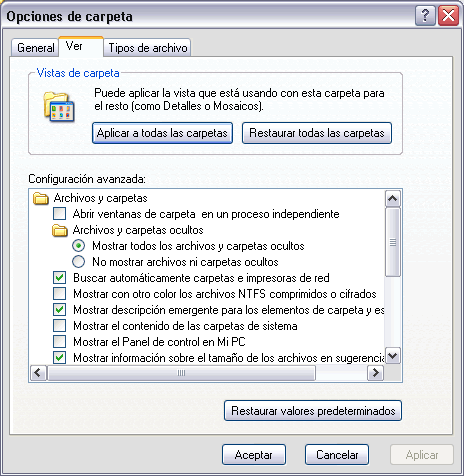 Opciones de carpeta
General Ver Tipos de archivo
Vistas de carpeta
Puede aplicar la vista que está usando con esta carpeta para
el resto (como Detalles o Mosaicos).
Aplicar a todas las carpetas Restaurar todas las carpetas
Configuración avanzada:
Archivos y carpetas
Abrir ventanas de carpeta en un proceso independiente
Archivos y carpetas ocultos
Mostrar todos los archivos y carpetas ocultos
No mostrar archivos ni carpetas ocultos
Buscar automáticamente carpetas e impresoras de red
Mostrar con otro color los archivos NTFS comprimidos o cifrados
Mostrar descripción emergente para los elementos de carpeta y es
Mostrar el contenido de las carpetas de sistema
Mostrar el Panel de control en Mi PC
Mostrar información sobre el tamaño de los archivos en sugerencia
Restaurar valores predeterminados
Aceptar Cancelar Aplicar